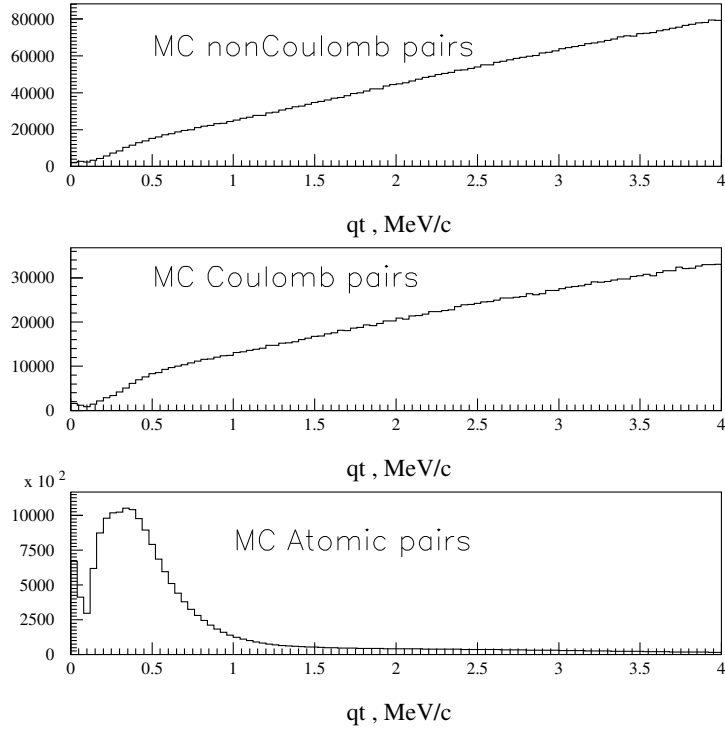 80000
MC nonCoulomb pairs
60000
40000
20000
0
0 0.5 1 1.5 2 2.5 3 3.5 4
qt , MeV/c
30000
MC Coulomb pairs
20000
10000
0
0 0.5 1 1.5 2 2.5 3 3.5 4
qt , MeV/c
x 10 2
10000
MC Atomic pairs
7500
5000
2500
0
0 0.5 1 1.5 2 2.5 3 3.5 4
qt , MeV/c